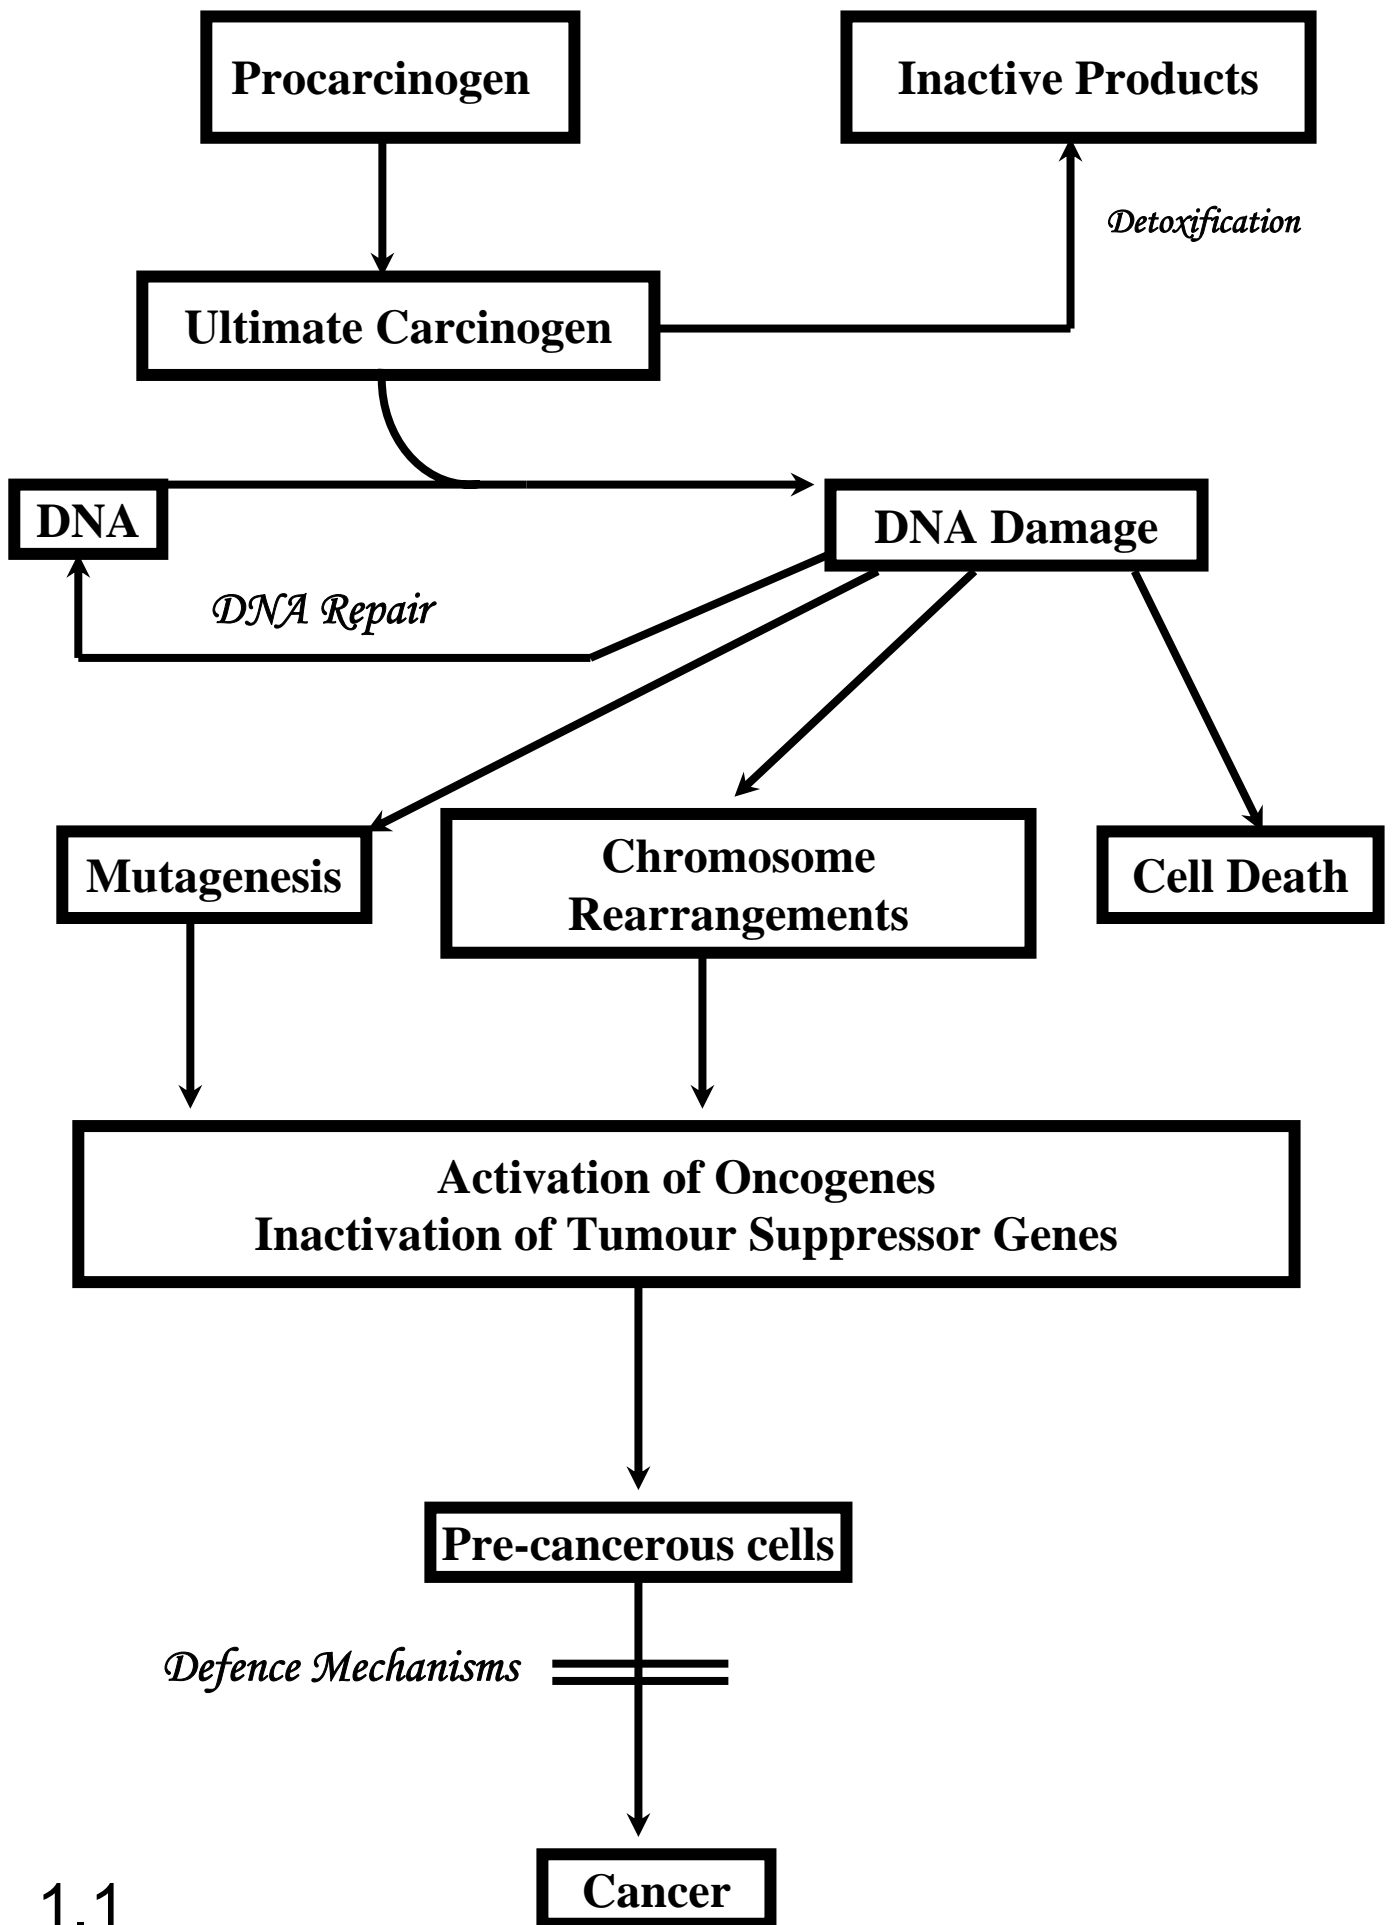 Procarcinogen
Inactive Products
Detoxification
Ultimate Carcinogen
DNA
DNA Damage
DNA Repair
Mutagenesis
Chromosome
Rearrangements
Cell Death
Activation of Oncogenes
Inactivation of Tumour Suppressor Genes
Pre-cancerous cells
Defence Mechanisms
Cancer
1.1